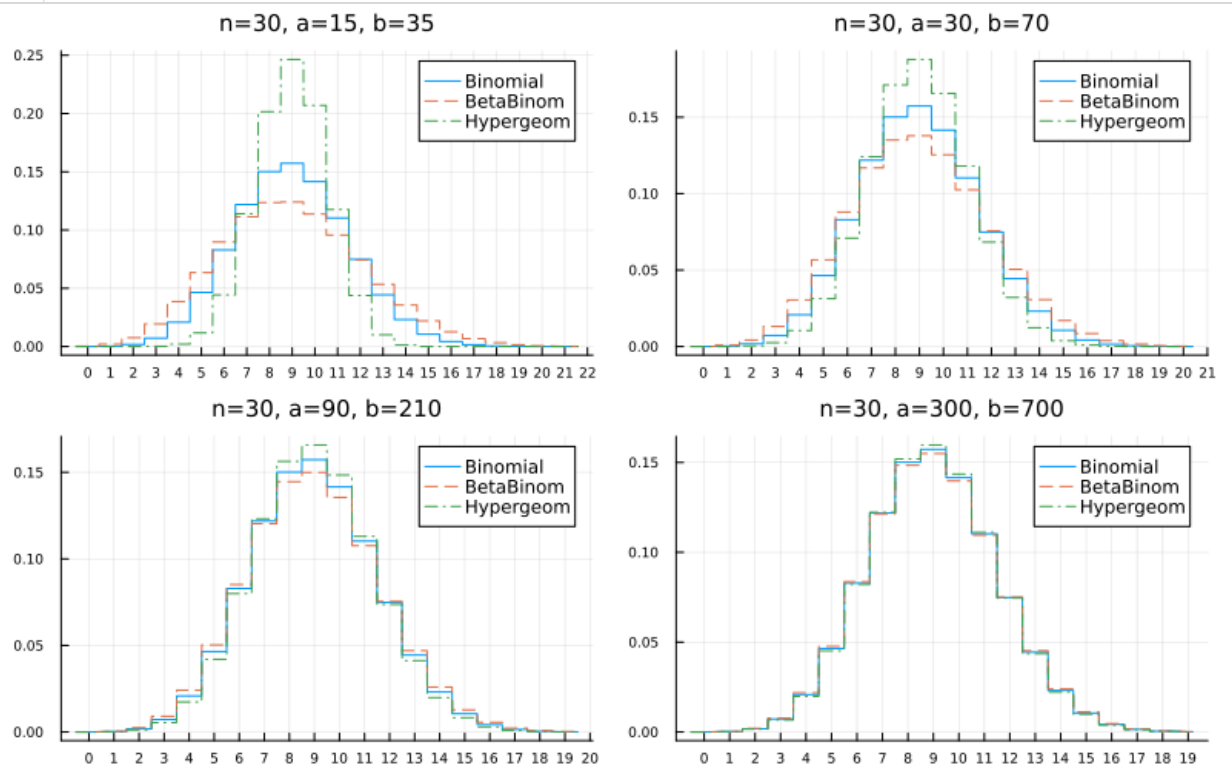 n=30, a=15, b=35
0.25
0.20
0.15
0.10
0.05
0.00
Binomial
BetaBinom
Hypergeom
0 1 2 3 4 5 6 7 8 9 10 11 12 13 14 15 16 17 18 19 20 21 22
n=30, a=30, b=70
0.15
0.10
0.05
0.00
Binomial
BetaBinom
Hypergeom
0 1 2 3 4 5 6 7 8 9 10 11 12 13 14 15 16 17 18 19 20 21
n=30, a=90, b=210
0.15
0.10
0.05
0.00
Binomial
BetaBinom
Hypergeom
0 1 2 3 4 5 6 7 8 9 10 11 12 13 14 15 16 17 18 19 20
n=30, a=300, b=700
0.15
0.10
0.05
0.00
Binomial
BetaBinom
Hypergeom
0 1 2 3 4 5 6 7 8 9 10 11 12 13 14 15 16 17 18 19